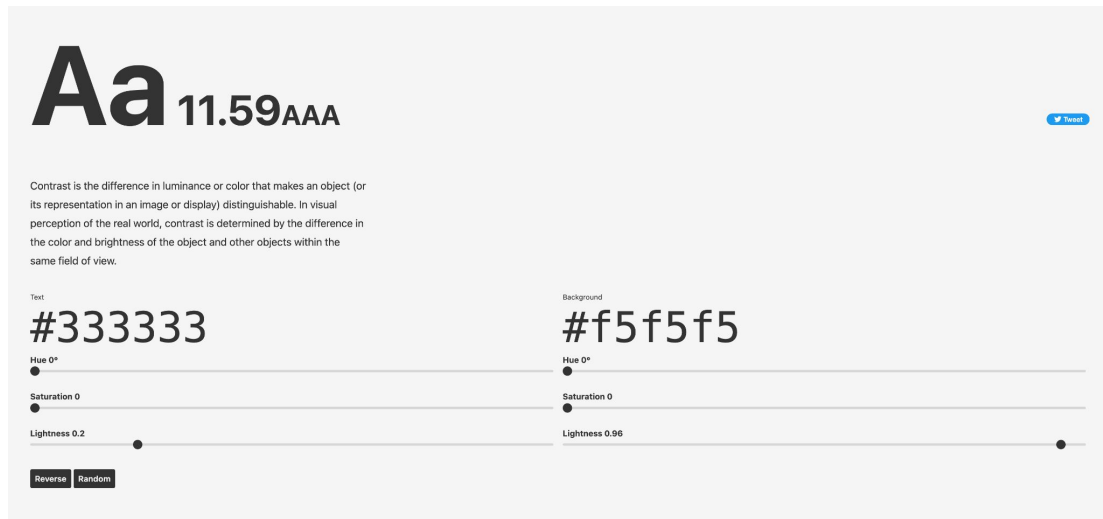 Aa 11.59AAA
Tweet
Contrast is the difference in luminance or color that makes an object (or
its representation in an image or display) distinguishable. In visual
perception of the real world, contrast is determined by the difference in
the color and brightness of the object and other objects within the
same field of view.
Text
#333333
Hue 0°
Saturation 0
Lightness 0.2
Background
#f5f5f5
Hue 0°
Saturation 0
Lightness 0.96
Reverse Random